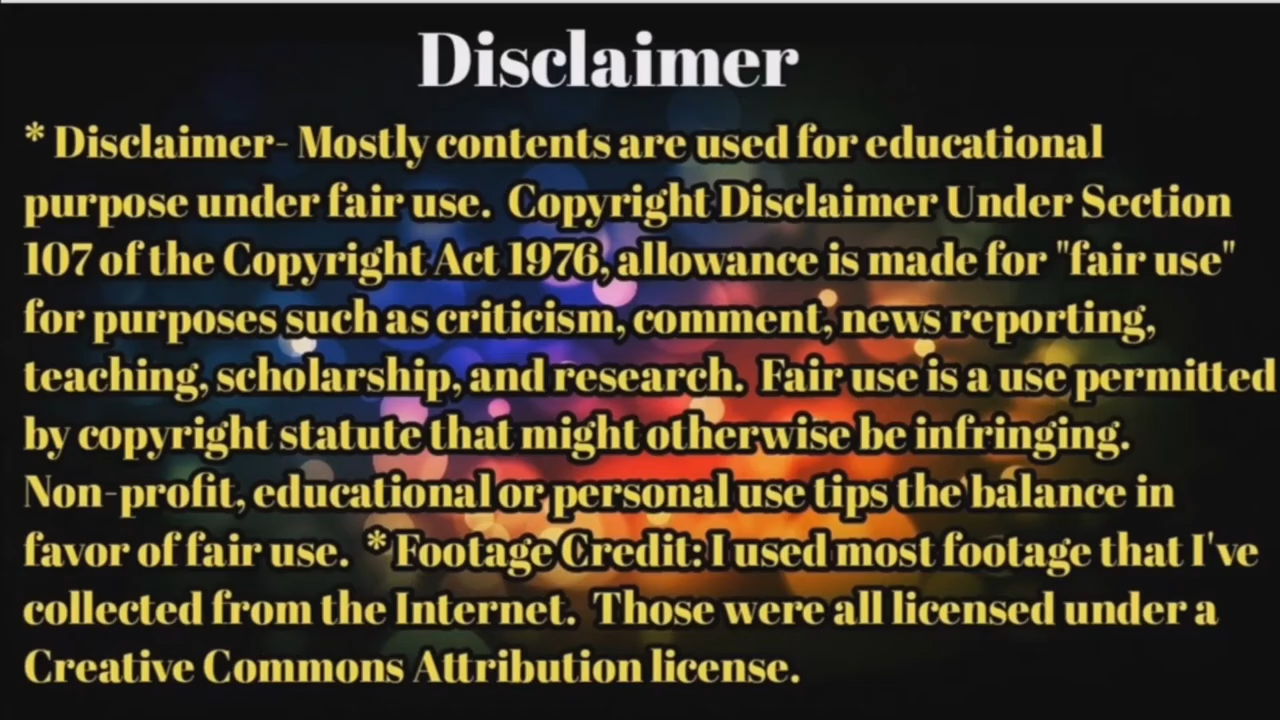 Disclaimer
* Disclaimer- Mostly contents are used for educational
purpose under fair use.  Copyright Disclaimer Under Section
107 of the Copyright Act 1976, allowance is made for "fair use"
for purposes such as criticism, comment, news reporting,
teaching, scholarship, and research.  Fair use is a use permitted
by copyright statute that might otherwise be infringing.
Non-profit, educational or personal use tips the balance in
favor of fair use.  *Footage Credit: I used most footage that I've
collected from the Internet.  Those were all licensed under a
Creative Commons Attribution license.